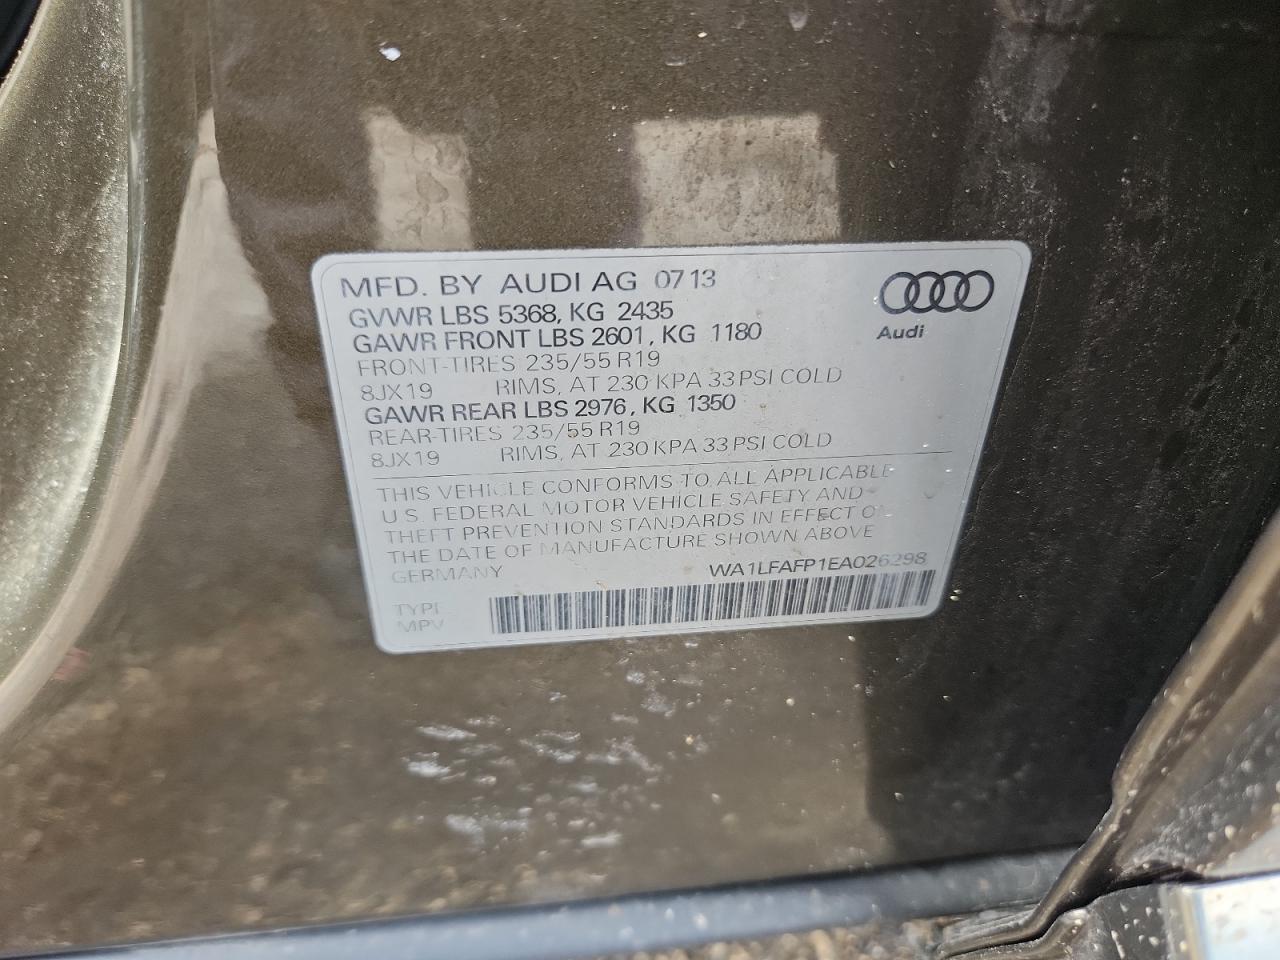 MFD. BY AUDI AG 07 13
GVWR LBS 5368, KG 2435
GAWR FRONT LBS 2601, KG 1180
FRONT-TIRES 235/55 R19
8JX19 RIMS, AT 230 KPA 33 PSI COLD
GAWR REAR LBS 2976, KG 1350
REAR-TIRES 235/55 R19
8JX19 RIMS, AT 230 KPA 33 PSI COLD
Audi
THIS VEHICLE CONFORMS TO ALL APPLICABLE
U.S. FEDERAL MOTOR VEHICLE SAFETY AND
THEFT PREVENTION STANDARDS IN EFFECT ON
THE DATE OF MANUFACTURE SHOWN ABOVE
GERMANY WA1LFAFP1EA026298
TYPE
MPV